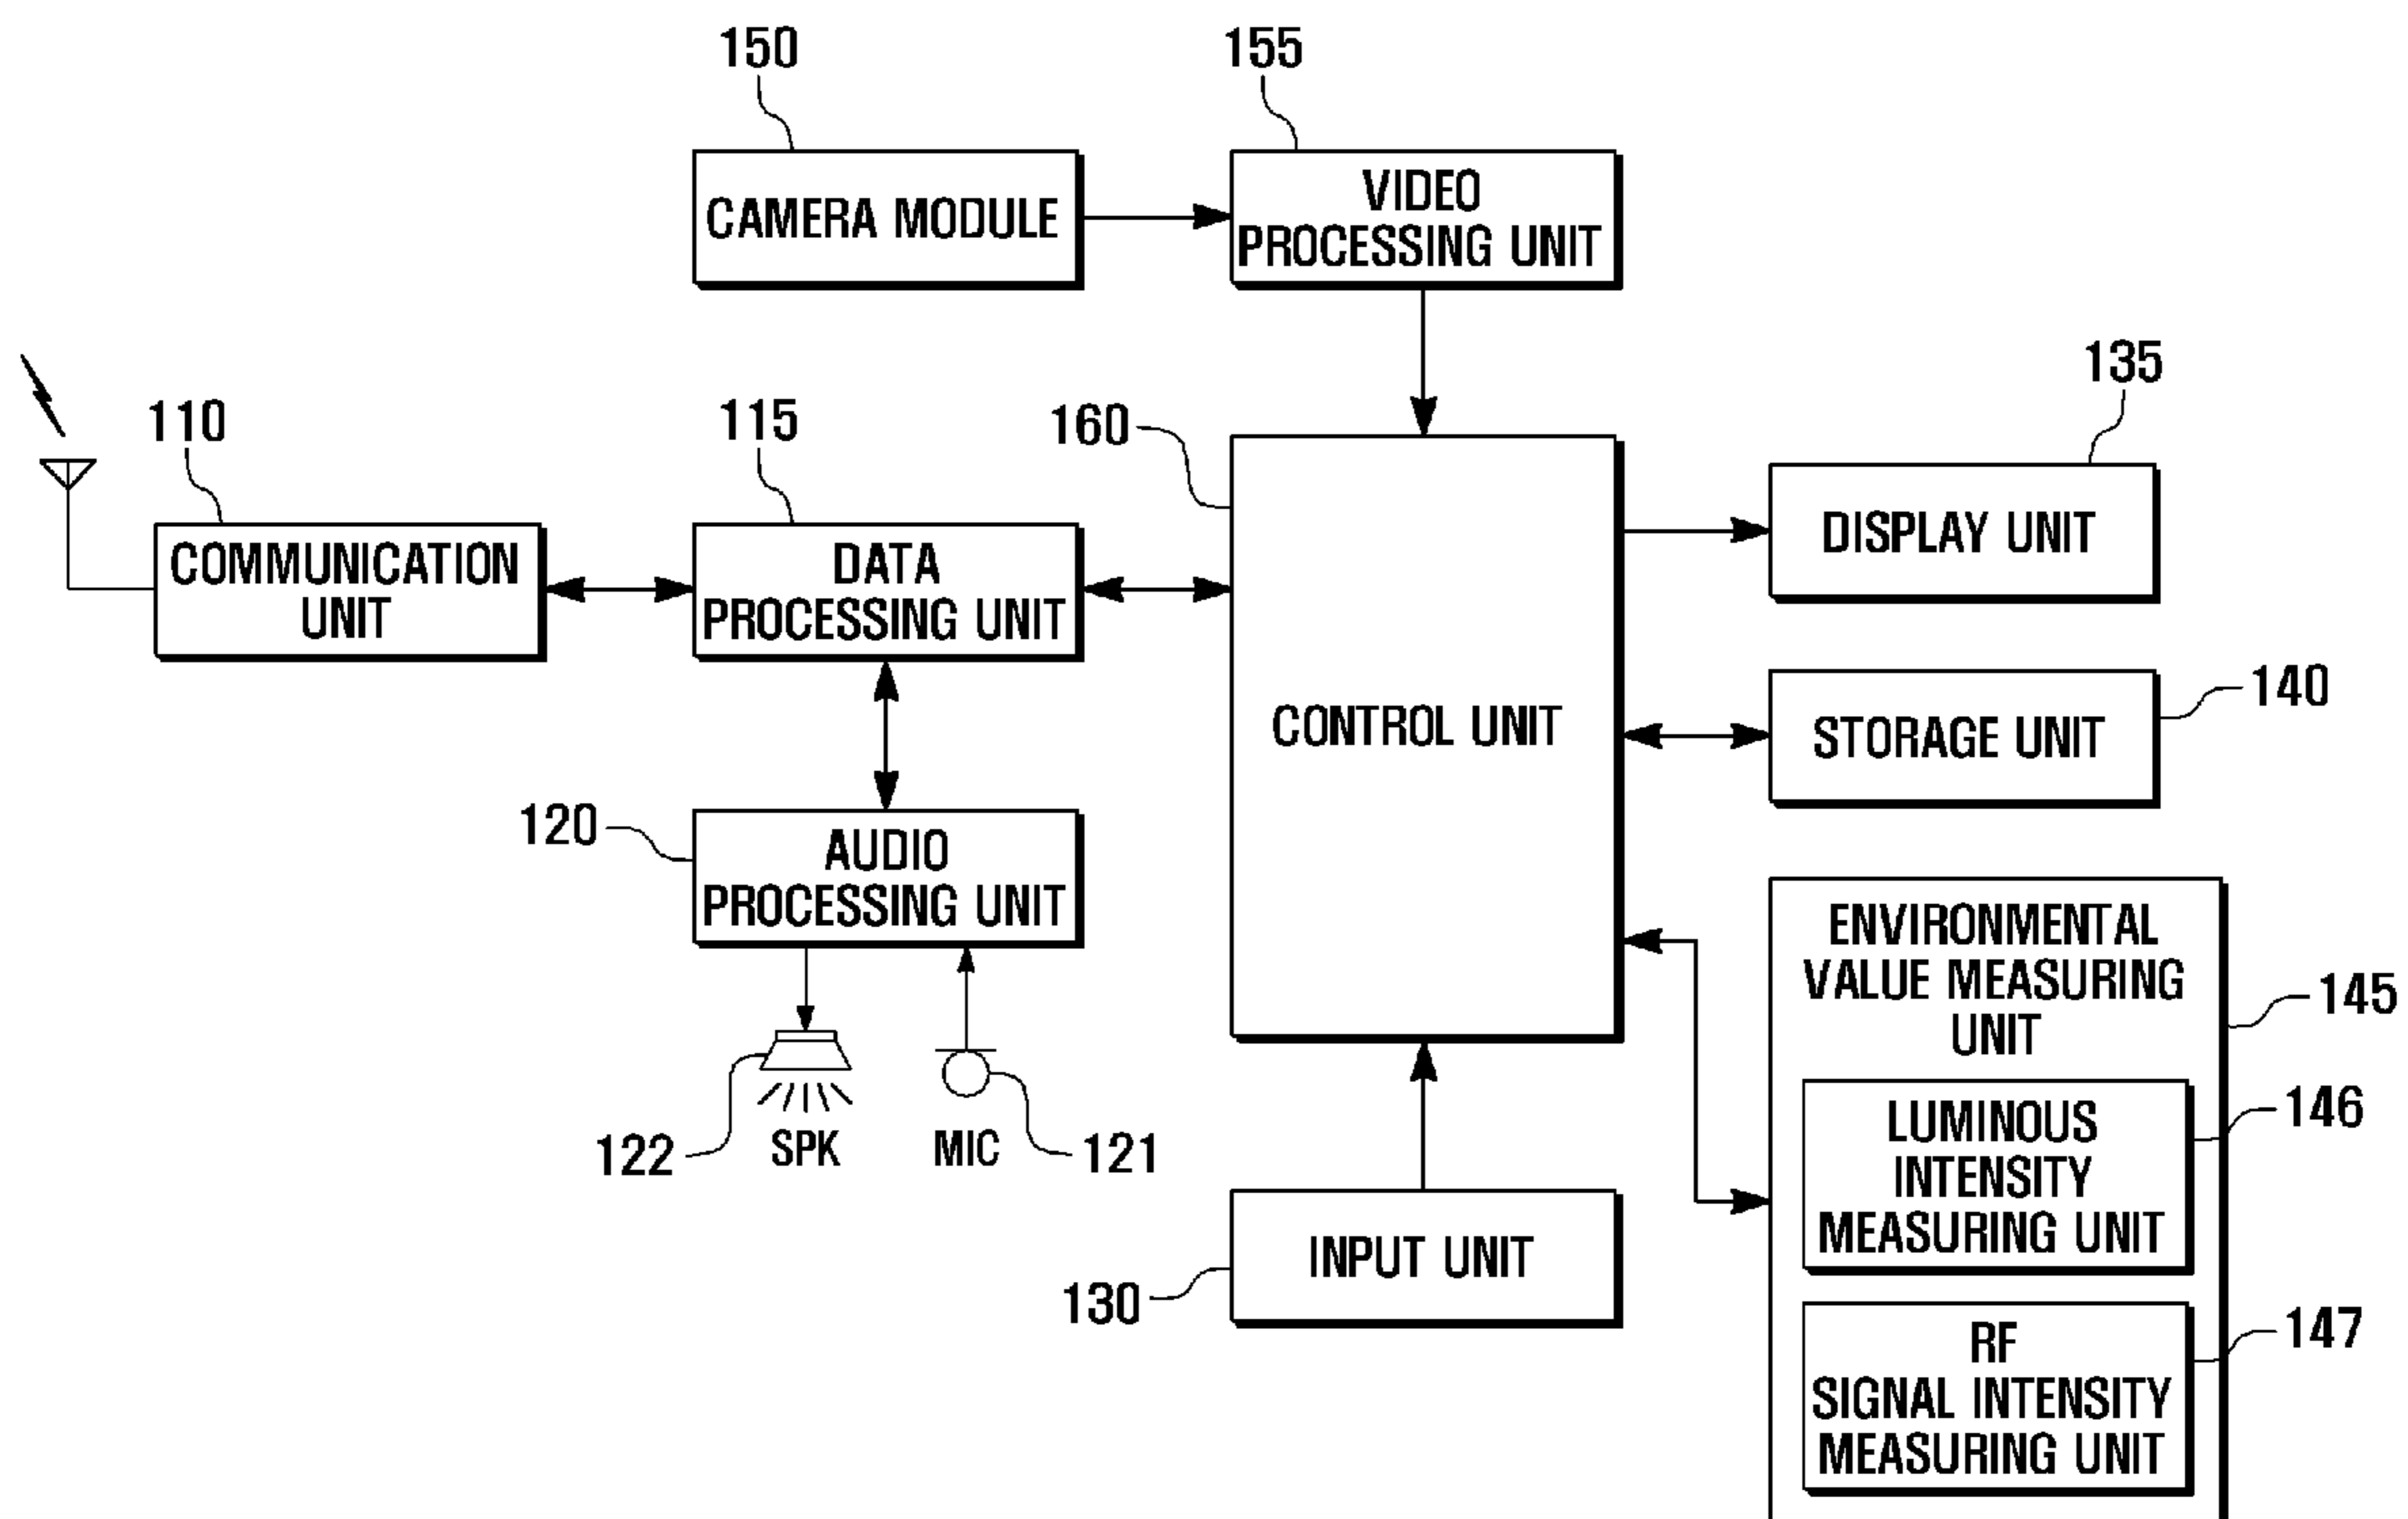 150
155
CAMERA MODULE
VIDEO
PROCESSING UNIT
110
115
160
135
COMMUNICATION
UNIT
DATA
PROCESSING UNIT
CONTROL UNIT
DISPLAY UNIT
STORAGE UNIT
140
120
AUDIO
PROCESSING UNIT
122
SPK
MIC
121
ENVIRONMENTAL
VALUE MEASURING
UNIT
145
LUMINOUS
INTENSITY
MEASURING UNIT
146
INPUT UNIT
130
RF
SIGNAL INTENSITY
MEASURING UNIT
147